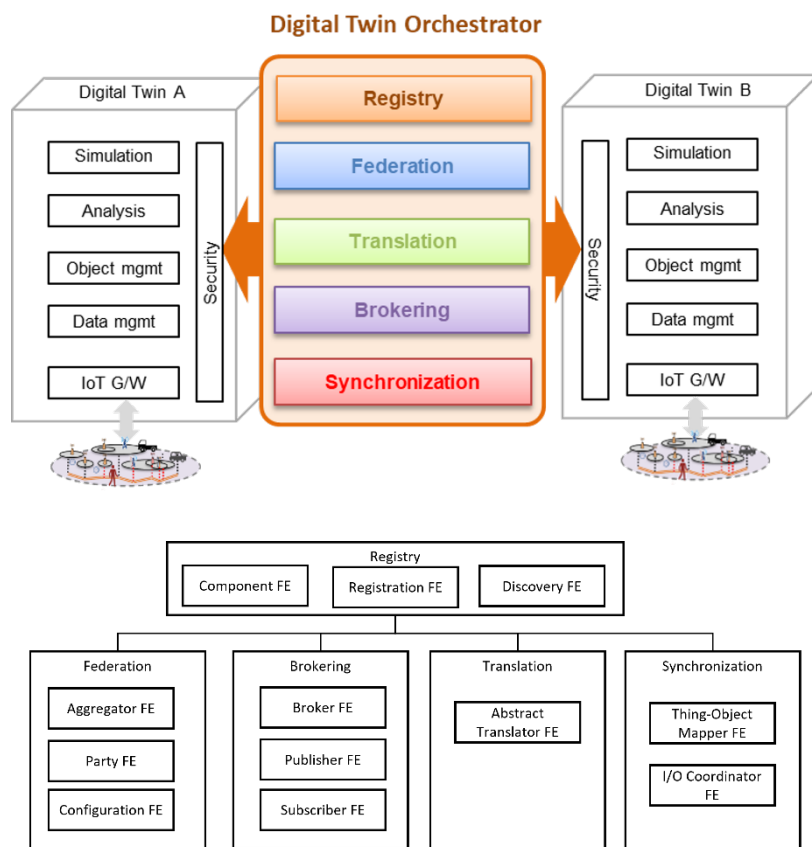 Digital Twin Orchestrator
Digital Twin A
Simulation
Analysis
Object mgmt
Data mgmt
IoT G/W
Security
Registry
Federation
Translation
Brokering
Synchronization
Digital Twin B
Security
Simulation
Analysis
Object mgmt
Data mgmt
IoT G/W
Registry
Component FE
Registration FE
Discovery FE
Federation
Aggregator FE
Party FE
Configuration FE
Brokering
Broker FE
Publisher FE
Subscriber FE
Translation
Abstract
Translator FE
Synchronization
Thing-Object
Mapper FE
I/O Coordinator
FE